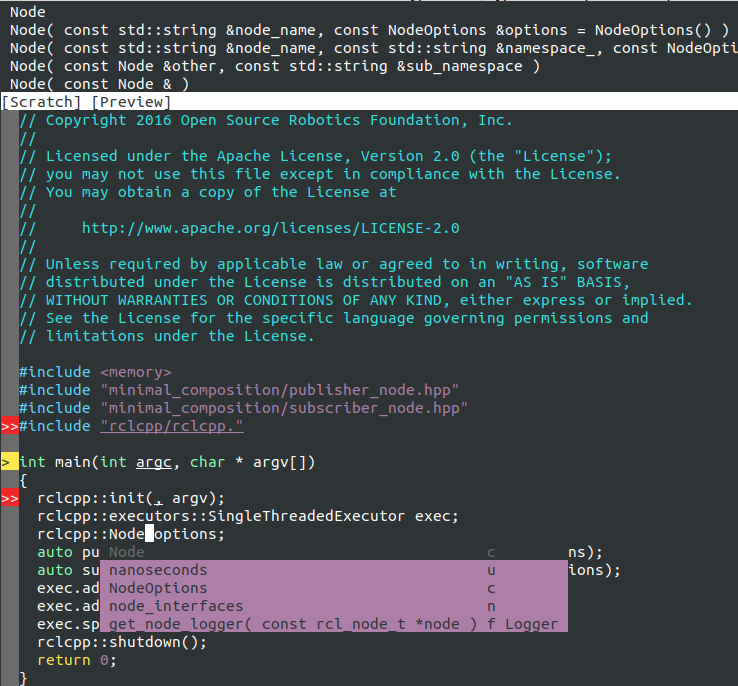 Node
Node( const std::string &node_name, const NodeOptions &options = NodeOptions() )
Node( const std::string &node_name, const std::string &namespace_, const NodeOpti
Node( const Node &other, const std::string &sub_namespace )
Node( const Node & )
[Scratch] [Preview]
// Copyright 2016 Open Source Robotics Foundation, Inc.
//
// Licensed under the Apache License, Version 2.0 (the "License");
// you may not use this file except in compliance with the License.
// You may obtain a copy of the License at
//
//     http://www.apache.org/licenses/LICENSE-2.0
//
// Unless required by applicable law or agreed to in writing, software
// distributed under the License is distributed on an "AS IS" BASIS,
// WITHOUT WARRANTIES OR CONDITIONS OF ANY KIND, either express or implied.
// See the License for the specific language governing permissions and
// limitations under the License.
#include <memory>
#include "minimal_composition/publisher_node.hpp"
#include "minimal_composition/subscriber_node.hpp"
>>#include "rclcpp/rclcpp."
> int main(int argc, char * argv[])
{
>> rclcpp::init(, argv);
rclcpp::executors::SingleThreadedExecutor exec;
rclcpp::Node options;
auto pu Node c ns);
auto su nanoseconds u ions);
exec.ad NodeOptions c
exec.ad node_interfaces n
exec.sp get_node_logger( const rcl_node_t *node ) f Logger
rclcpp::shutdown();
return 0;
}